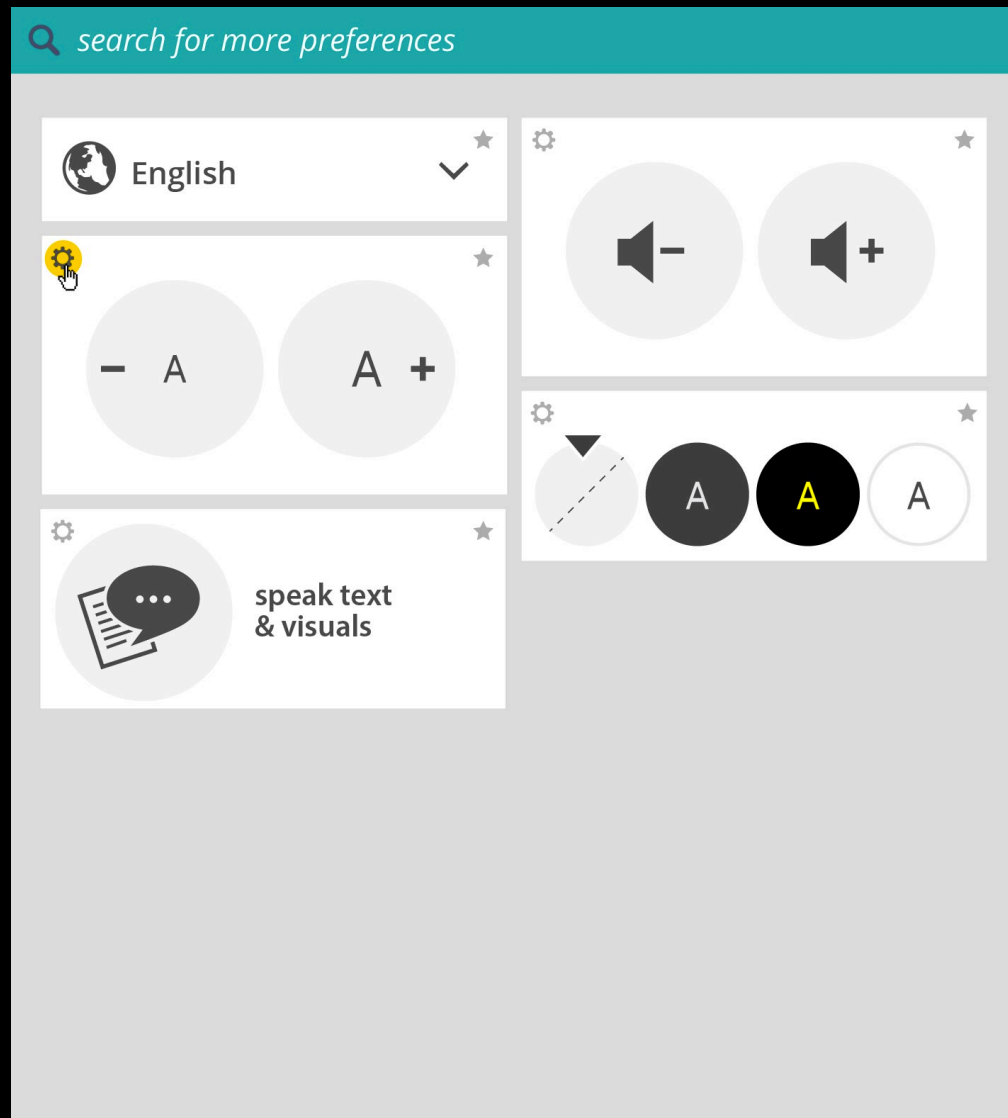 search for more preferences
English
- A
A +
-
+
A
A
A
speak text
& visuals